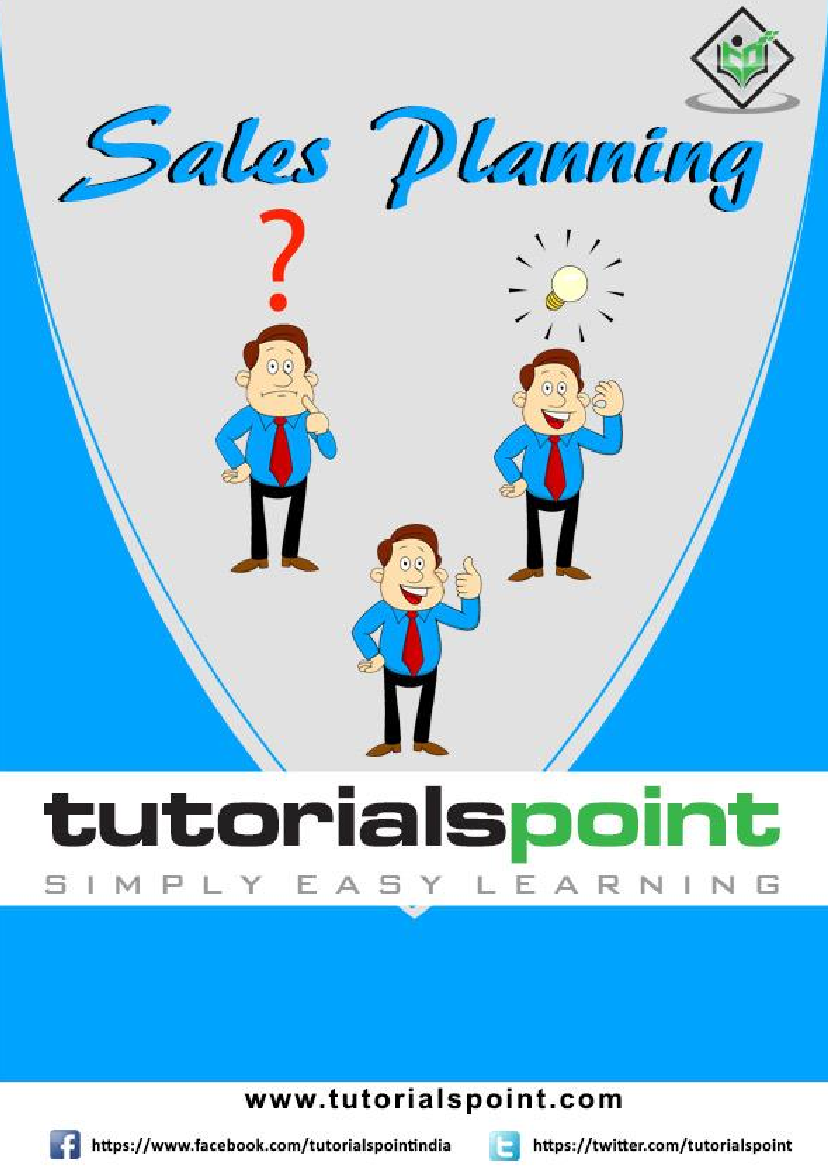 Sales Planning
?
tutorialspoint
SIMPLY EASY LEARNING
www.tutorialspoint.com
https://www.facebook.com/tutorialspointindia https://twitter.com/tutorialspoint